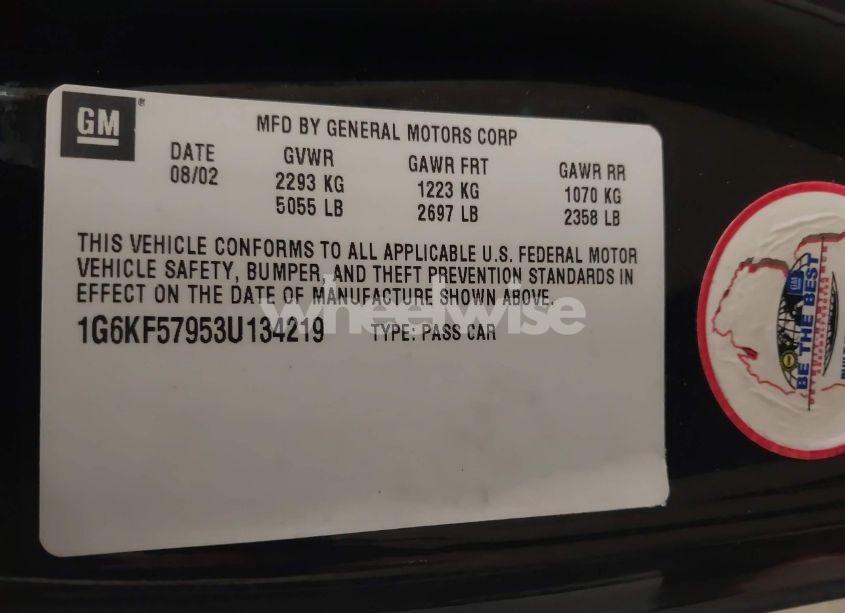 GM
MFD BY GENERAL MOTORS CORP
DATE GVWR GAWR FRT GAWR RR
08/02 2293 KG 1223 KG 1070 KG
5055 LB 2697 LB 2358 LB
THIS VEHICLE CONFORMS TO ALL APPLICABLE U.S. FEDERAL MOTOR
VEHICLE SAFETY, BUMPER, AND THEFT PREVENTION STANDARDS IN
EFFECT ON THE DATE OF MANUFACTURE SHOWN ABOVE.
1G6KF57953U134219 TYPE: PASS CAR
wheelwise
GM
BE THE BEST